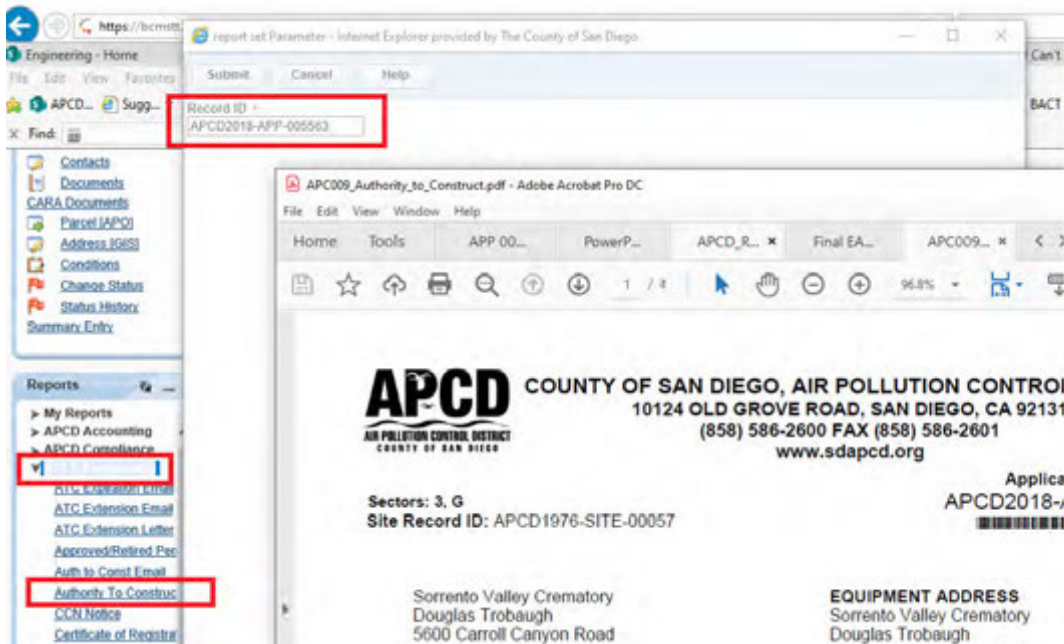 https://bcmstt.
report set Parameter - Internet Explorer provided by The County of San Diego
Engineering - Home
Can't
File Edit View Favorites
Submit Cancel Help
APCD... Sugg...
BACT
Record ID
APCD2018-APP-005563
× Find:
Contacts
Documents
CARA Documents
Parcel [APO]
Address [GIS]
Conditions
Change Status
Status History
Summary Entry
APC009_Authority_to_Construct.pdf - Adobe Acrobat Pro DC
File Edit View Window Help
Home Tools APP 00... PowerP... APCD_R... × Final EA... APC009... ×
1 / 96.8%
Reports
My Reports
APCD Accounting
APCD Compliance
ATC Expiration Email
ATC Extension Email
ATC Extension Letter
Approved/Retired Per
Auth to Const Email
Authority To Construc
CCN Notice
Certificate of Registra
APCD
AIR POLLUTION CONTROL DISTRICT
COUNTY OF SAN DIEGO
COUNTY OF SAN DIEGO, AIR POLLUTION CONTROL
10124 OLD GROVE ROAD, SAN DIEGO, CA 92131
(858) 586-2600 FAX (858) 586-2601
www.sdapcd.org
Applica
APCD2018-
Sectors: 3, G
Site Record ID: APCD1976-SITE-00057
Sorrento Valley Crematory
Douglas Trobaugh
5600 Carroll Canyon Road
EQUIPMENT ADDRESS
Sorrento Valley Crematory
Douglas Trobaugh